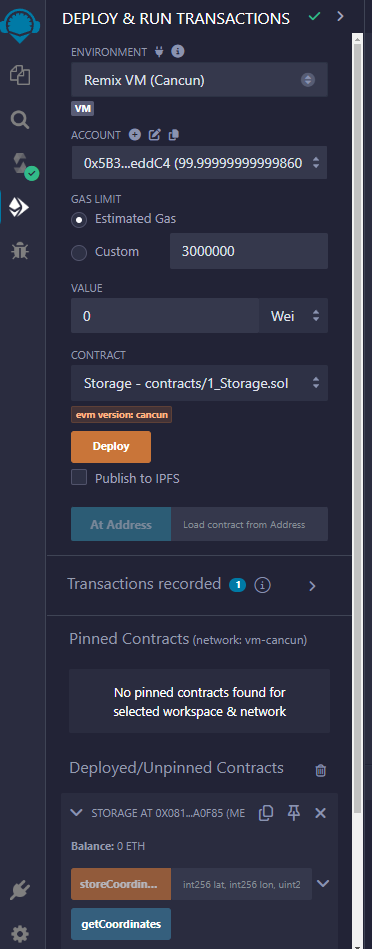 DEPLOY & RUN TRANSACTIONS
ENVIRONMENT
Remix VM (Cancun)
VM
ACCOUNT
0x5B3...eddC4 (99.99999999999860
GAS LIMIT
Estimated Gas
Custom
3000000
VALUE
0
Wei
CONTRACT
Storage - contracts/1_Storage.sol
evm version: cancun
Deploy
Publish to IPFS
At Address
Load contract from Address
Transactions recorded 1
Pinned Contracts (network: vm-cancun)
No pinned contracts found for
selected workspace & network
Deployed/Unpinned Contracts
STORAGE AT 0X081...A0F85 (ME
Balance: 0 ETH
storeCoordin...
int256 lat, int256 lon, uint2
getCoordinates